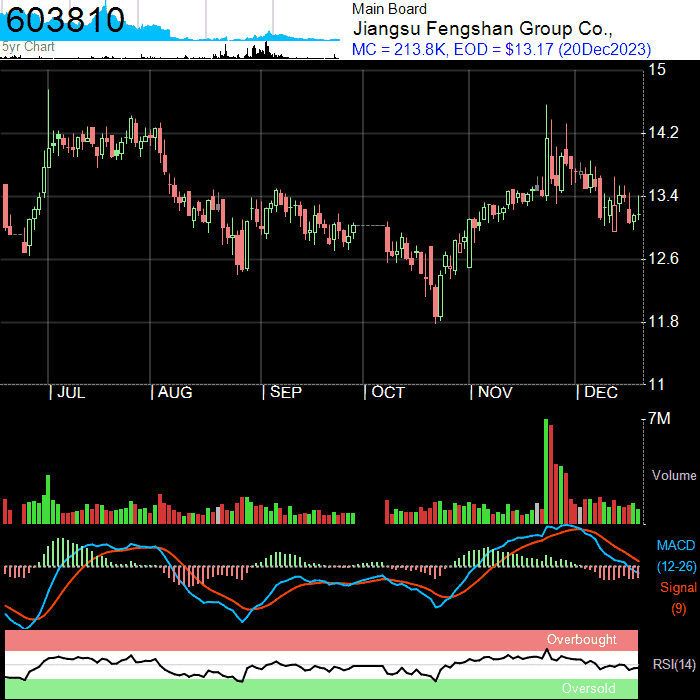 603810
5yr Chart
Main Board
Jiangsu Fengshan Group Co.,
MC = 213.8K, EOD = $13.17 (20Dec2023)
15
14.2
13.4
12.6
11.8
11
JUL AUG SEP OCT NOV DEC
7M
Volume
MACD
(12-26)
Signal
(9)
Overbought
RSI(14)
Oversold